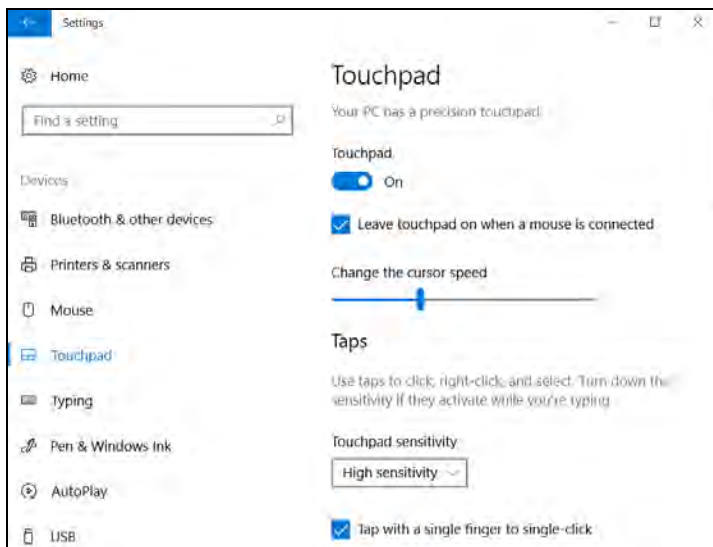 Settings
Home
Find a setting
Devices
Bluetooth & other devices
Printers & scanners
Mouse
Touchpad
Typing
Pen & Windows Ink
AutoPlay
USB
Touchpad
Your PC has a precision touchpad.
Touchpad
On
Leave touchpad on when a mouse is connected
Change the cursor speed
Taps
Use taps to click, right-click, and select. Turn down the
sensitivity if they activate while you're typing
Touchpad sensitivity
High sensitivity
Tap with a single finger to single-click